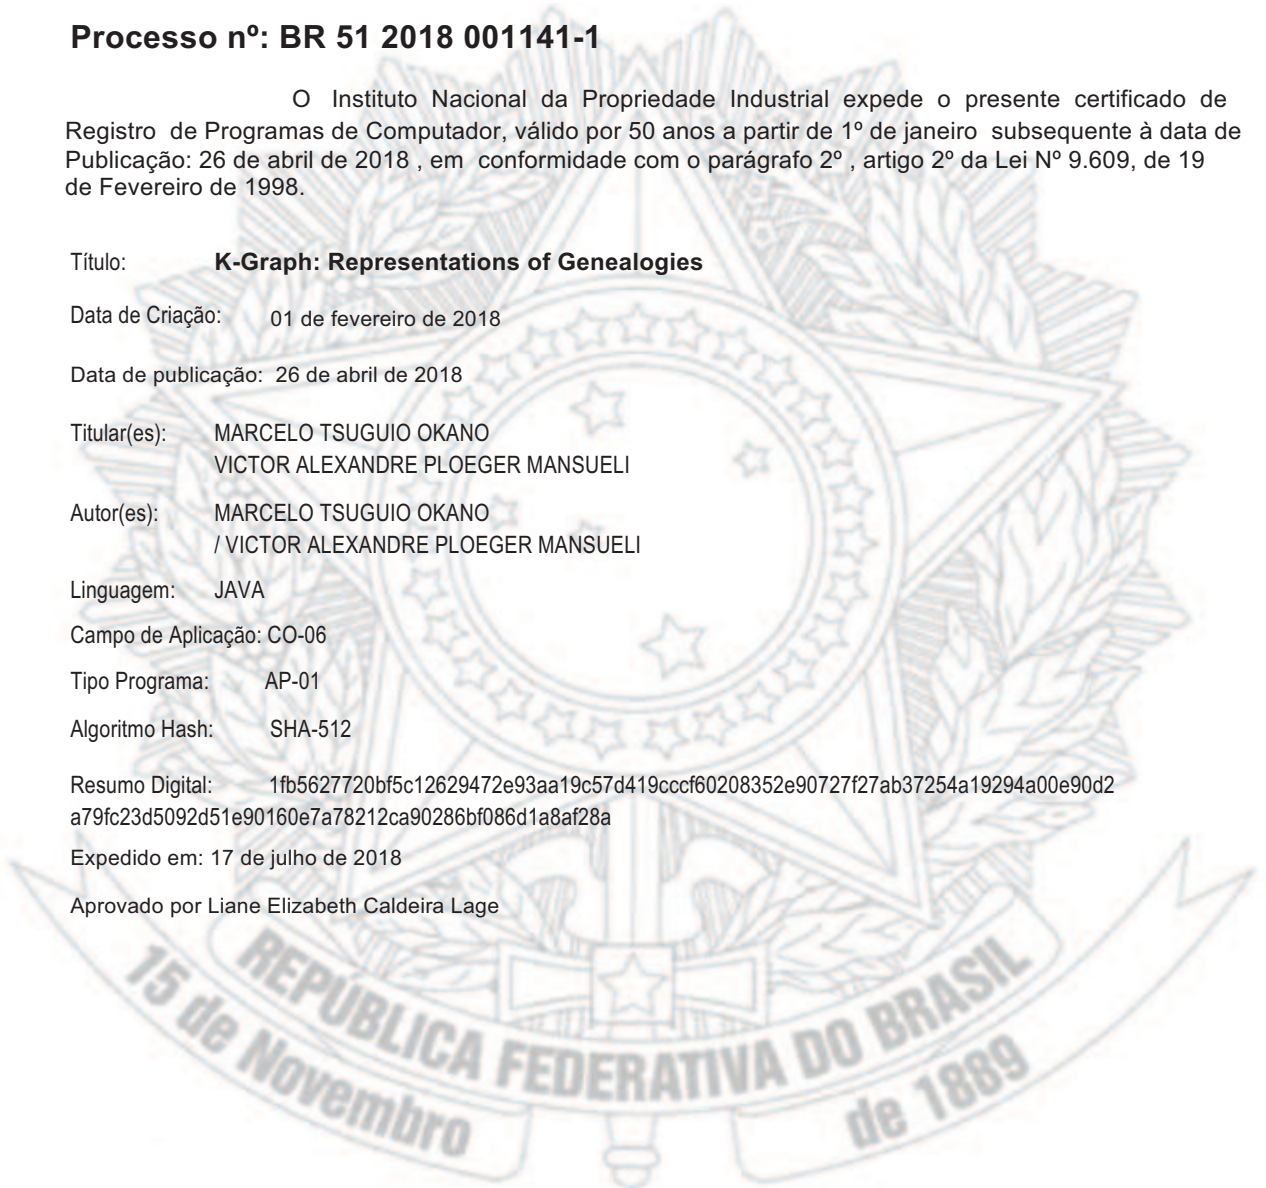 Processo nº: BR 51 2018 001141-1
O Instituto Nacional da Propriedade Industrial expede o presente certificado de
Registro de Programas de Computador, válido por 50 anos a partir de 1º de janeiro subsequente à data de
Publicação: 26 de abril de 2018 , em conformidade com o parágrafo 2º , artigo 2º da Lei Nº 9.609, de 19
de Fevereiro de 1998.
Título: K-Graph: Representations of Genealogies
Data de Criação: 01 de fevereiro de 2018
Data de publicação: 26 de abril de 2018
Titular(es): MARCELO TSUGUIO OKANO
VICTOR ALEXANDRE PLOEGER MANSUELI
Autor(es): MARCELO TSUGUIO OKANO
/ VICTOR ALEXANDRE PLOEGER MANSUELI
Linguagem: JAVA
Campo de Aplicação: CO-06
Tipo Programa: AP-01
Algoritmo Hash: SHA-512
Resumo Digital: 1fb5627720bf5c12629472e93aa19c57d419cccf60208352e90727f27ab37254a19294a00e90d2
a79fc23d5092d51e90160e7a78212ca90286bf086d1a8af28a
Expedido em: 17 de julho de 2018
Aprovado por Liane Elizabeth Caldeira Lage
REPÚBLICA FEDERATIVA DO BRASIL
15 de Novembro de 1889